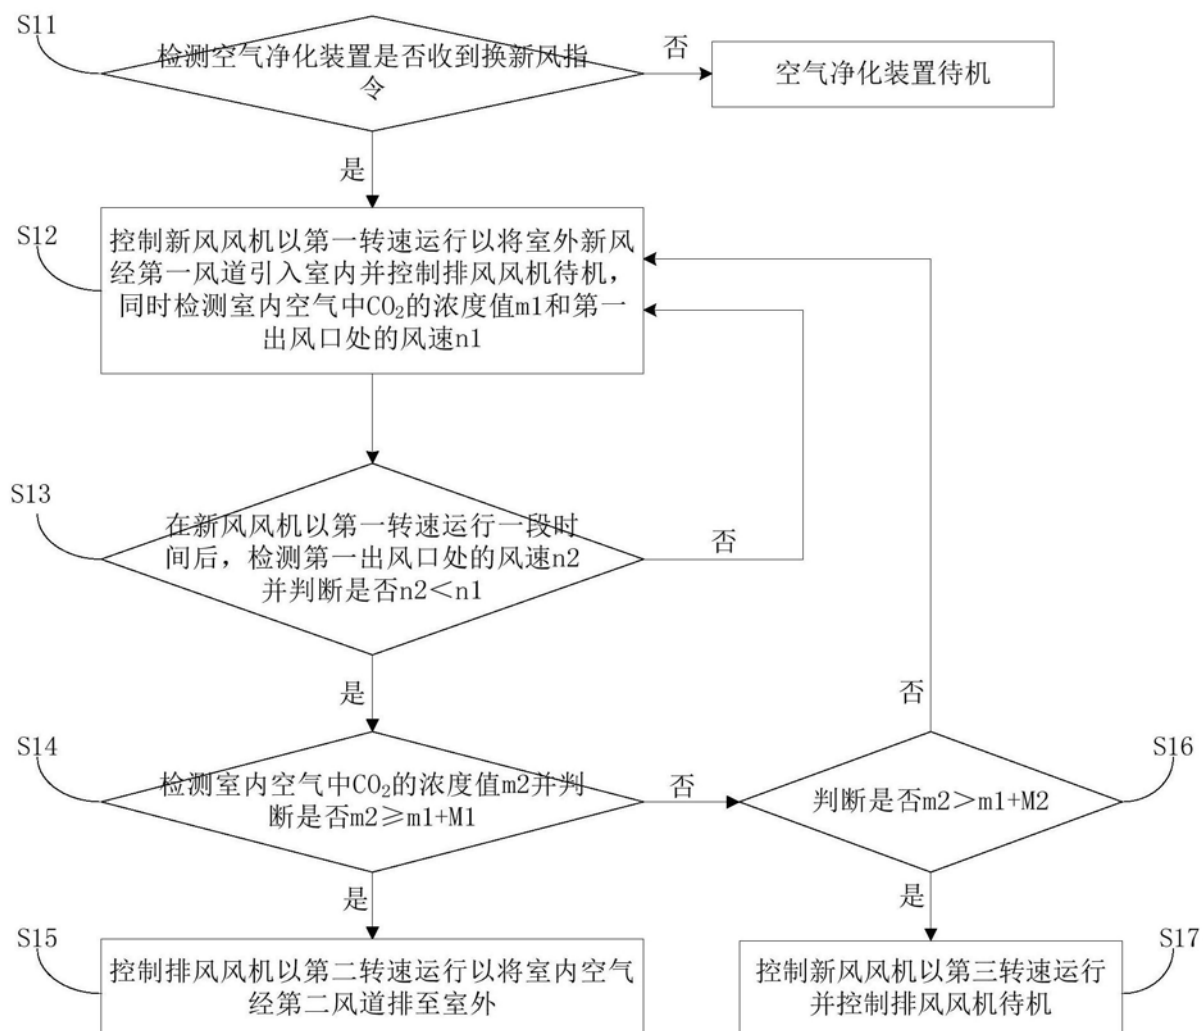 S11
检测空气净化装置是否收到换新风指
令
否
空气净化装置待机
是
S12
控制新风风机以第一转速运行以将室外新风
经第一风道引入室内并控制排风风机待机，
同时检测室内空气中CO₂的浓度值m1和第一
出风口处的风速n1
S13
在新风风机以第一转速运行一段时
间后，检测第一出风口处的风速n2
并判断是否n2＜n1
否
是
否
S14
检测室内空气中CO₂的浓度值m2并判
断是否m2≥m1+M1
否
S16
判断是否m2＞m1+M2
是
是
S15
控制排风风机以第二转速运行以将室内空气
经第二风道排至室外
S17
控制新风风机以第三转速运行
并控制排风风机待机